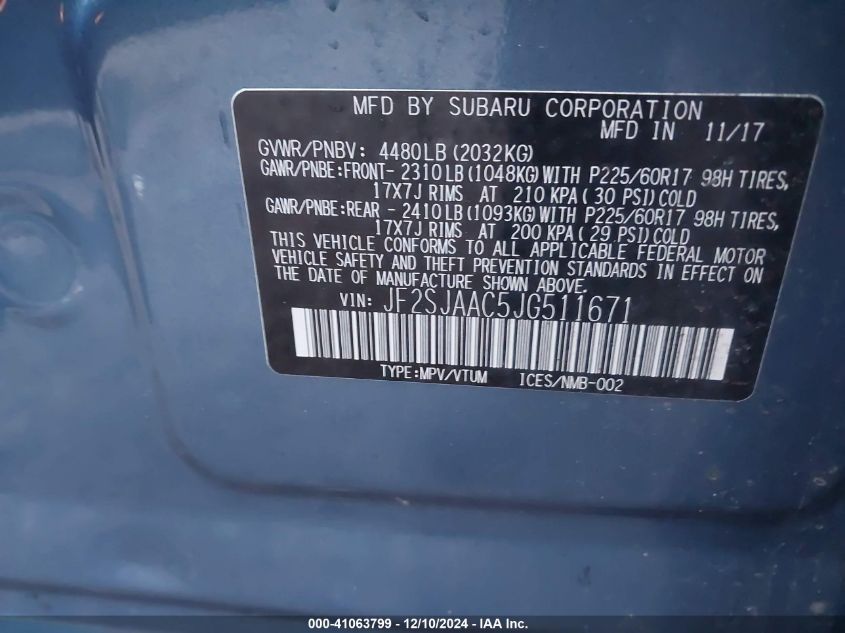 MFD BY SUBARU CORPORATION
MFD IN 11/17
GVWR/PNBV: 4480LB (2032KG)
GAWR/PNBE:FRONT- 2310LB (1048KG) WITH P225/60R17 98H TIRES,
17X7J RIMS AT 210 KPA ( 30 PSI) COLD
GAWR/PNBE:REAR - 2410LB (1093KG) WITH P225/60R17 98H TIRES,
17X7J RIMS AT 200 KPA ( 29 PSI) COLD
THIS VEHICLE CONFORMS TO ALL APPLICABLE FEDERAL MOTOR
VEHICLE SAFETY AND THEFT PREVENTION STANDARDS IN EFFECT ON
THE DATE OF MANUFACTURE SHOWN ABOVE.
VIN: JF2SJAAC5JG511671
TYPE:MPV/VTUM ICES/NMB-002
000-41063799 - 12/10/2024 - IAA Inc.